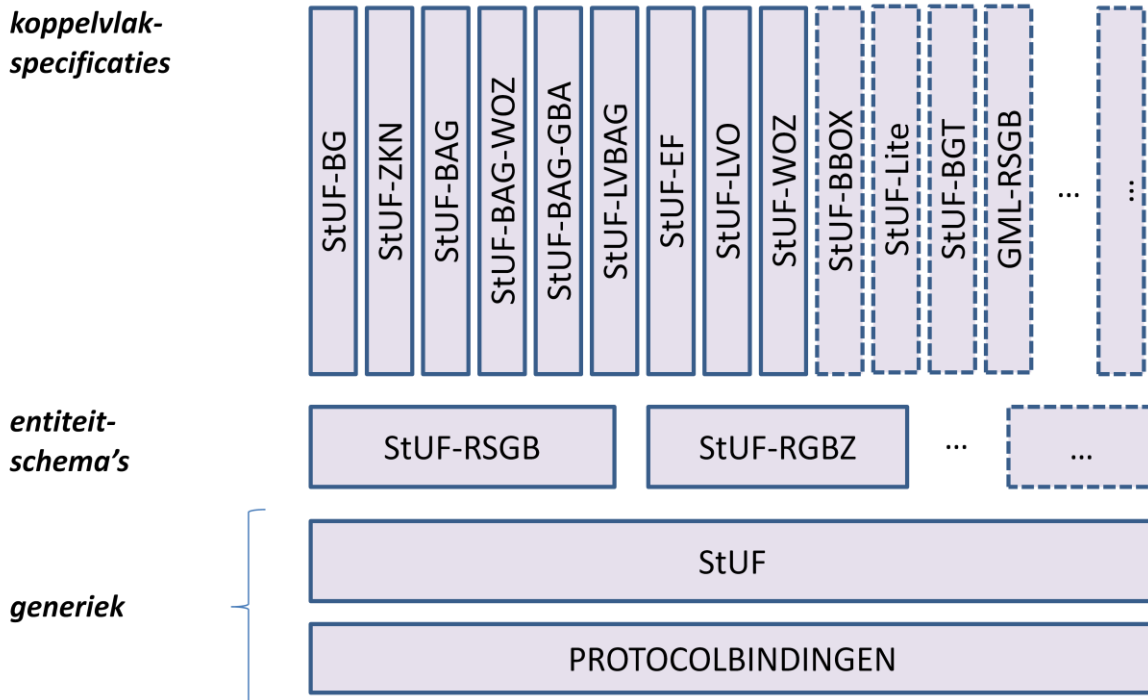 koppelvlak-
specificaties
StUF-BG
StUF-ZKN
StUF-BAG
StUF-BAG-WOZ
StUF-BAG-GBA
StUF-LVBAG
StUF-EF
StUF-LVO
StUF-WOZ
StUF-BBOX
StUF-Lite
StUF-BGT
GML-RSGB
...
...
entiteit-
schema's
StUF-RSGB
StUF-RGBZ
...
...
generiek
StUF
PROTOCOLBINDINGEN